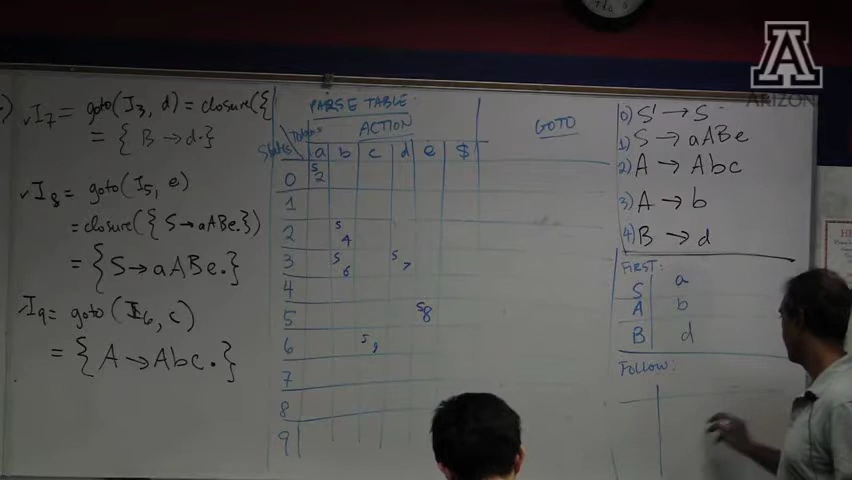 I7 = goto(I3, d) = closure({
= { B → d.}
I8 = goto(I5, e)
= closure({ S → aABe.})
= { S → aABe.}
I9 = goto(I6, c)
= { A → Abc.}
PARSE TABLE
ACTION
GOTO
States
a b c d e $
0 s2
1
2 s4
3 s6 s7
4
5 s8
6 s9
7
8
9
0) S' → S
1) S → aABe
2) A → Abc
3) A → b
4) B → d
FIRST:
S a
A b
B d
Follow:
A
ARIZON